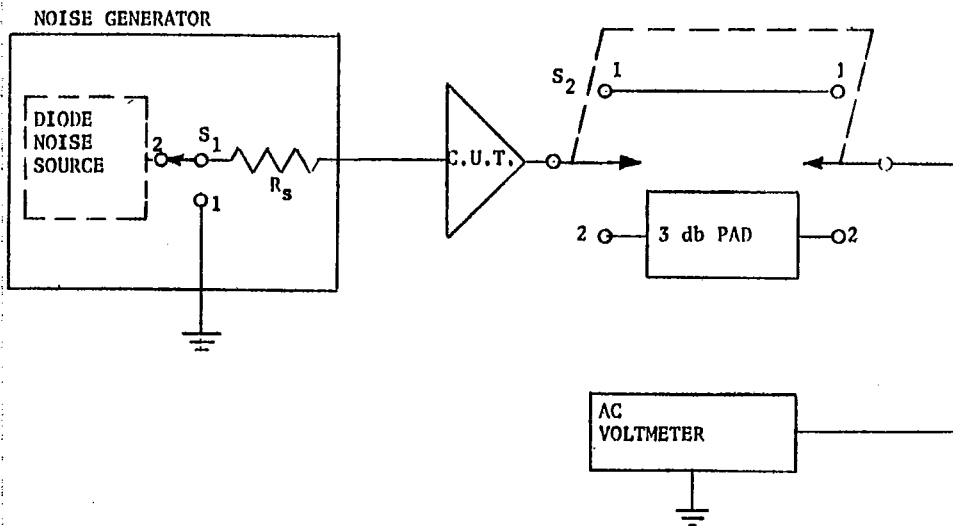 NOISE GENERATOR
DIODE
NOISE
SOURCE
2
S1
1
Rs
C.U.T.
S2
1
1
2
3 db PAD
2
AC
VOLTMETER